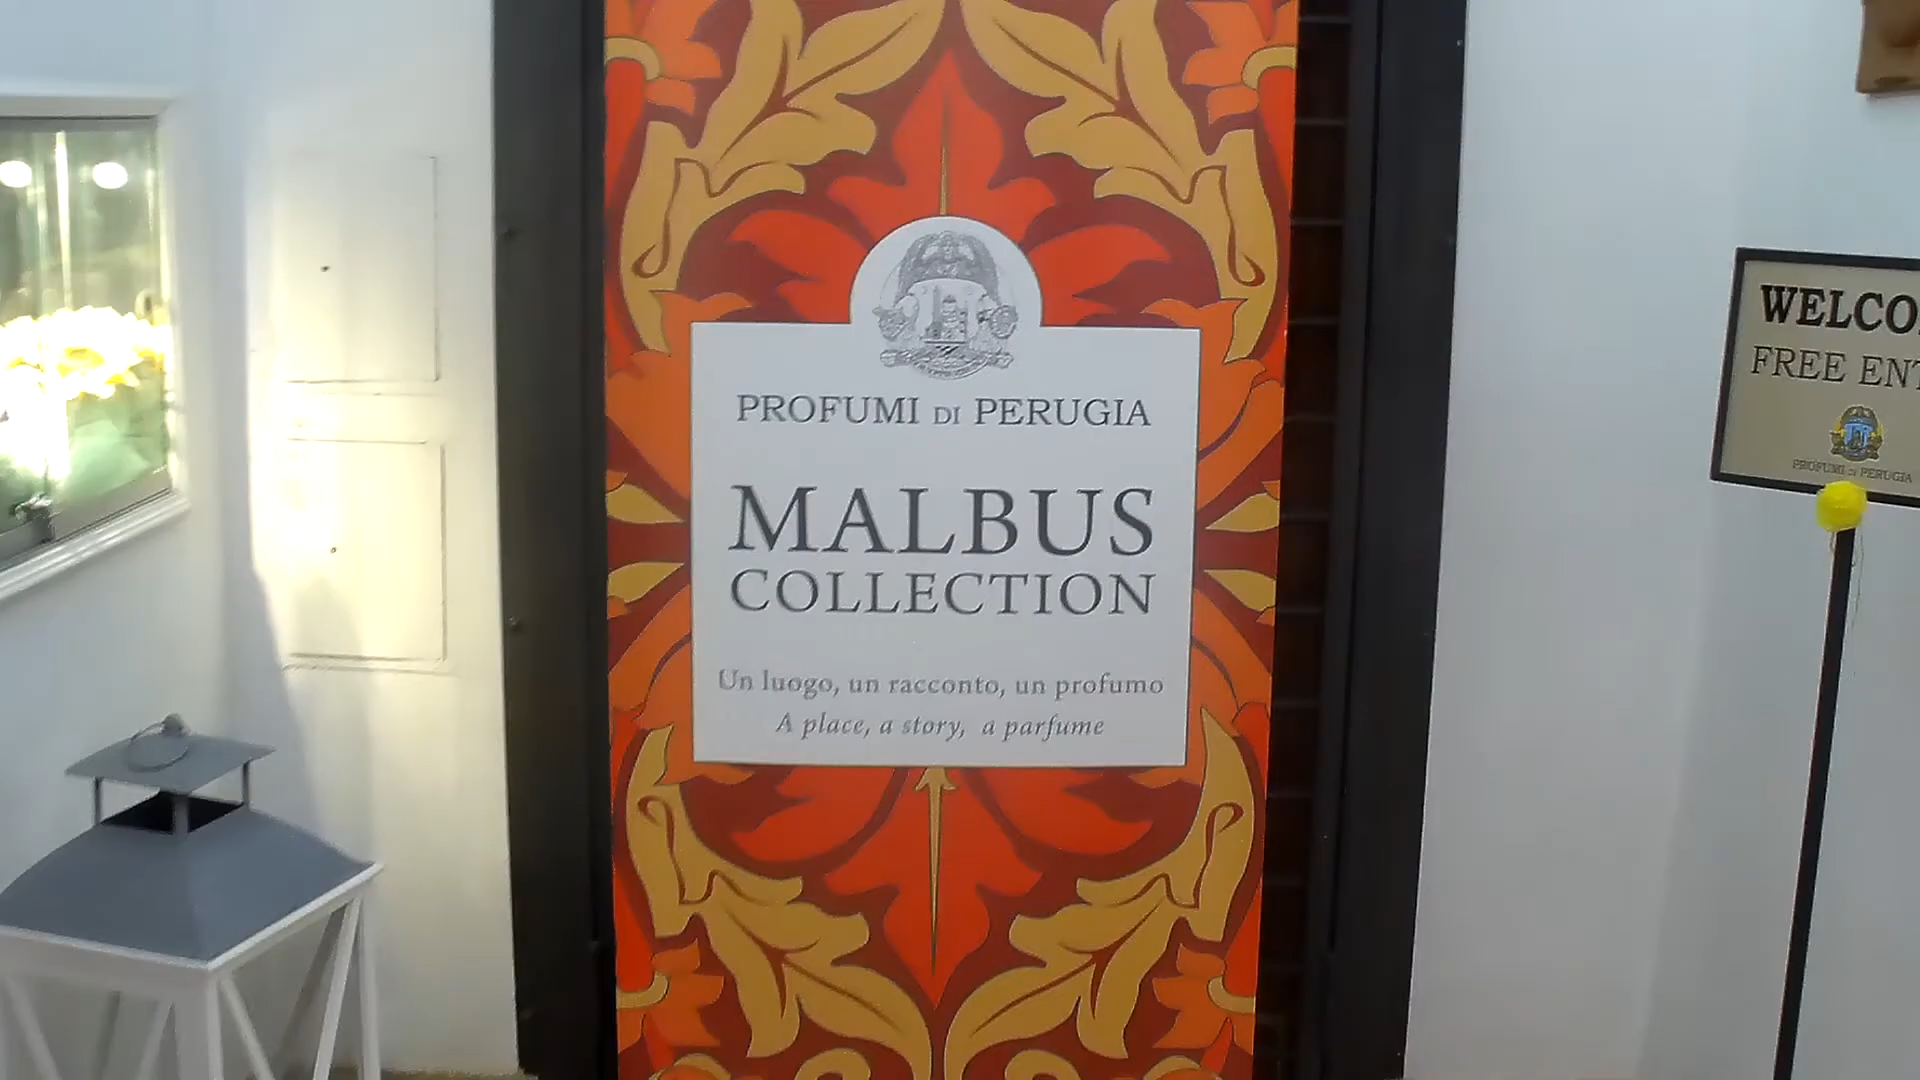 PROFUMI DI PERUGIA
MALBUS
COLLECTION
Un luogo, un racconto, un profumo
A place, a story, a parfume
WELCO
FREE ENT
PROFUMI DI PERUGIA